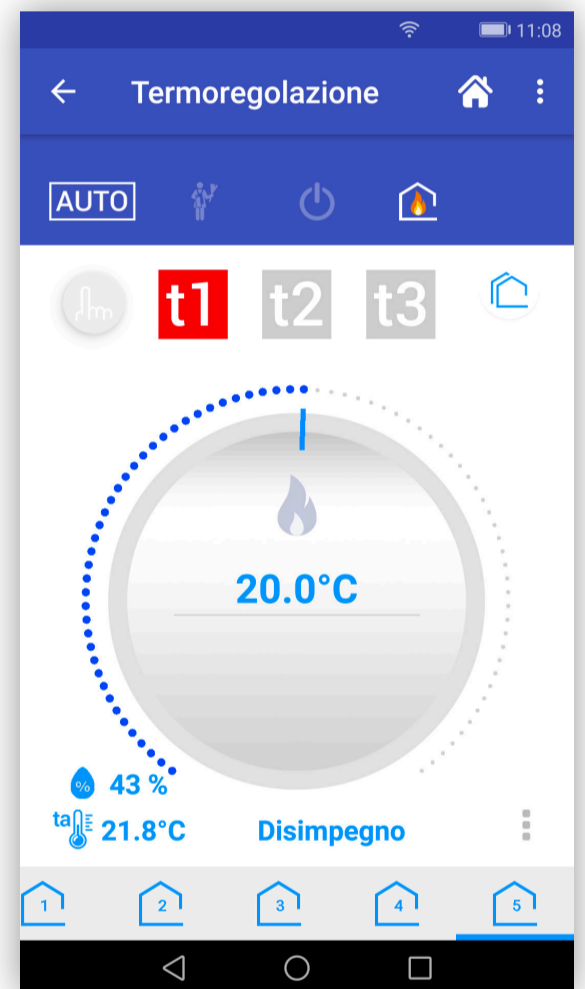 11:08
Termoregolazione
AUTO
t1 t2 t3
20.0°C
% 43 %
ta 21.8°C Disimpegno
1 2 3 4 5